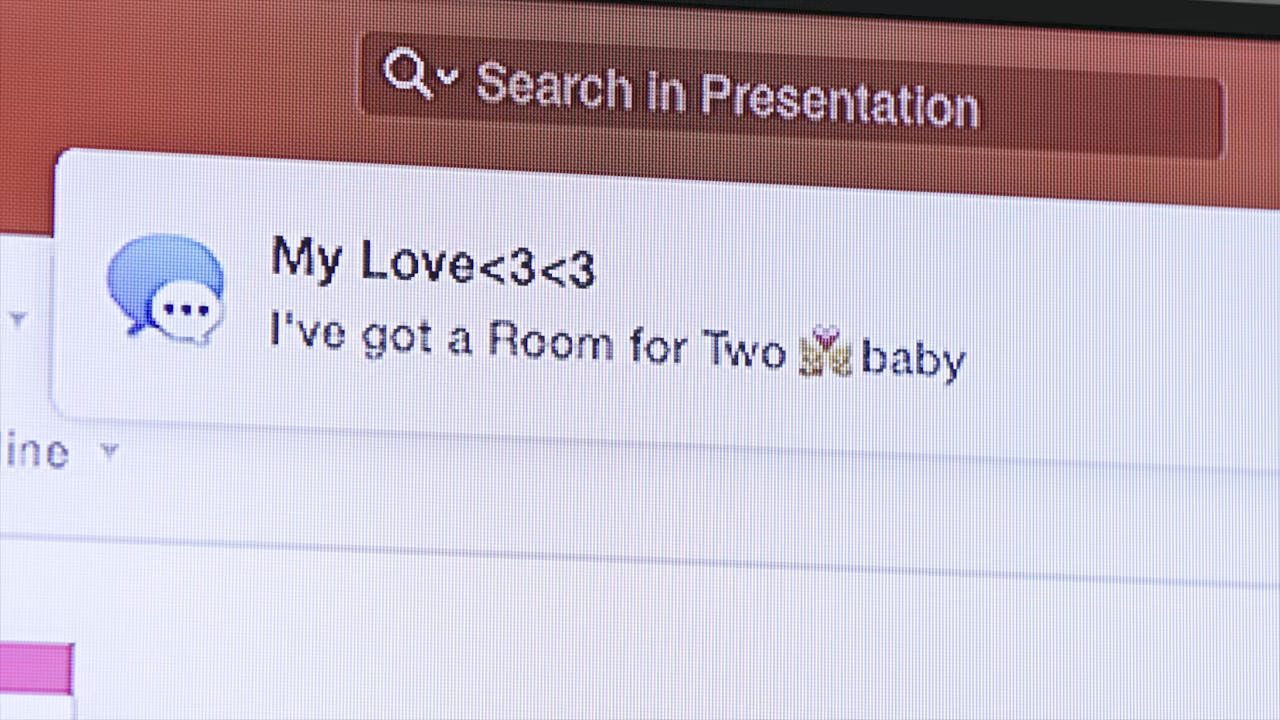 Search in Presentation
My Love<3<3
I've got a Room for Two 💏 baby
ine